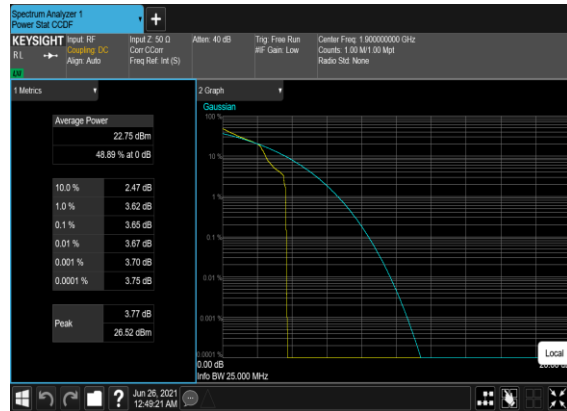 Spectrum Analyzer 1
Power Stat CCDF
KEYSIGHT
RL
LXI
Input: RF
Coupling: DC
Align: Auto
Input Z: 50 Ω
Corr CCorr
Freq Ref: Int (S)
Atten: 40 dB
Trig: Free Run
#IF Gain: Low
Center Freq: 1.900000000 GHz
Counts: 1.00 M/1.00 Mpt
Radio Std: None
1 Metrics
Average Power
22.75 dBm
48.89 % at 0 dB
10.0 % 2.47 dB
1.0 % 3.62 dB
0.1 % 3.65 dB
0.01 % 3.67 dB
0.001 % 3.70 dB
0.0001 % 3.75 dB
Peak
3.77 dB
26.52 dBm
2 Graph
Gaussian
100 %
10 %
1 %
0.1 %
0.01 %
0.001 %
0.0001 %
0.00 dB
Info BW 25.000 MHz
Local
Jun 26, 2021
12:49:21 AM